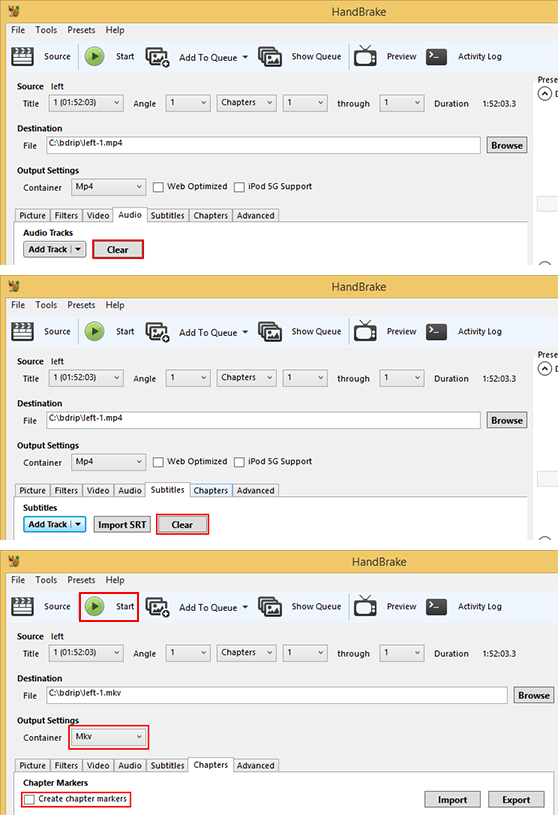 HandBrake
File Tools Presets Help
Source Start Add To Queue Show Queue Preview Activity Log
Source left
Title 1 (01:52:03) Angle 1 Chapters 1 through 1 Duration 1:52:03.3
Prese
Destination
File C:\bdrip\left-1.mp4 Browse
Output Settings
Container Mp4 Web Optimized iPod 5G Support
Picture Filters Video Audio Subtitles Chapters Advanced
Audio Tracks
Add Track Clear
HandBrake
File Tools Presets Help
Source Start Add To Queue Show Queue Preview Activity Log
Source left
Title 1 (01:52:03) Angle 1 Chapters 1 through 1 Duration 1:52:03.3
Prese
Destination
File C:\bdrip\left-1.mp4 Browse
Output Settings
Container Mp4 Web Optimized iPod 5G Support
Picture Filters Video Audio Subtitles Chapters Advanced
Subtitles
Add Track Import SRT Clear
HandBrake
File Tools Presets Help
Source Start Add To Queue Show Queue Preview Activity Log
Source left
Title 1 (01:52:03) Angle 1 Chapters 1 through 1 Duration 1:52:03.3
Destination
File C:\bdrip\left-1.mkv Browse
Output Settings
Container Mkv
Picture Filters Video Audio Subtitles Chapters Advanced
Chapter Markers
Create chapter markers Import Export